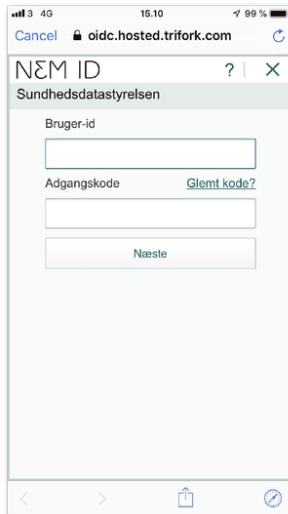 3 4G 15.10 99 %
Cancel oidc.hosted.trifork.com
NEM ID ? X
Sundhedsdatastyrelsen
Bruger-id
Adgangskode Glemt kode?
Næste